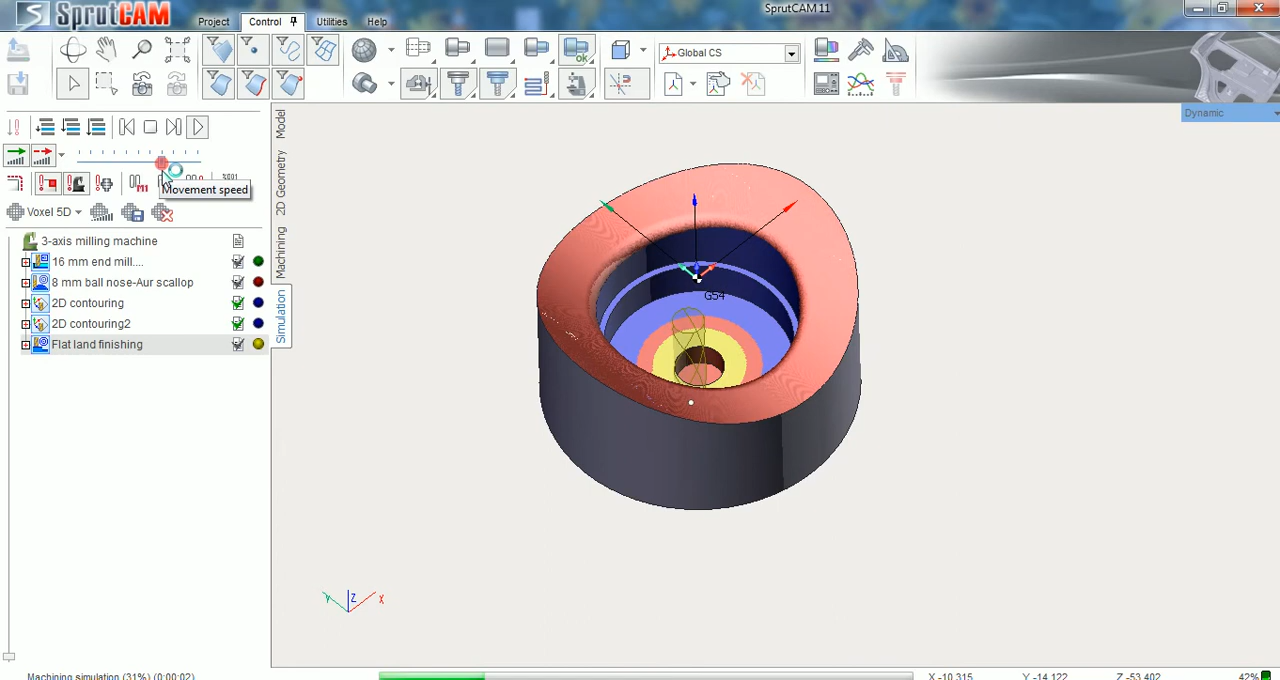 SprutCAM
Project
Control
Utilities
Help
SprutCAM 11
ok
Global CS
Dynamic
Movement speed
M1
Voxel 5D
3-axis milling machine
16 mm end mill....
8 mm ball nose-Aur scallop
2D contouring
2D contouring2
Flat land finishing
Model
2D Geometry
Machining
Simulation
G54
Y
Z
X
Machining simulation (31%) (0:00:02)
X -10.315
Y -14.122
Z -53.402
42%